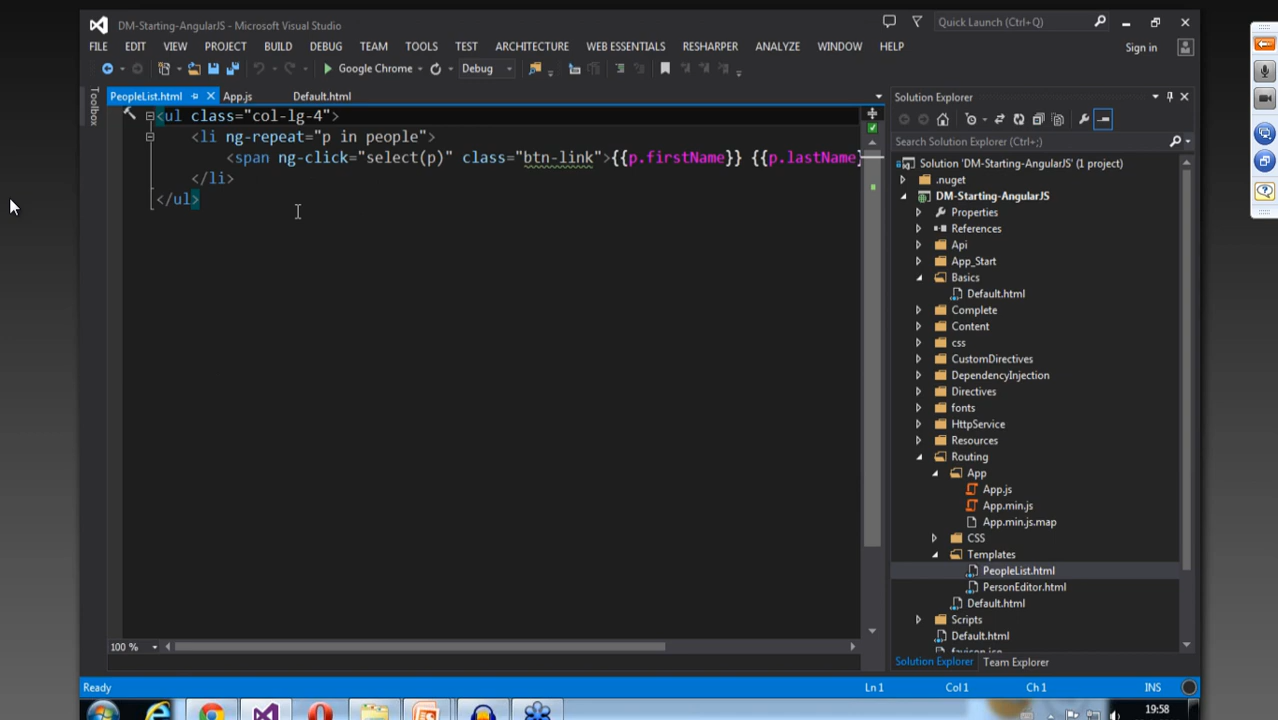 DM-Starting-AngularJS - Microsoft Visual Studio
Quick Launch (Ctrl+Q)
FILE EDIT VIEW PROJECT BUILD DEBUG TEAM TOOLS TEST ARCHITECTURE WEB ESSENTIALS RESHARPER ANALYZE WINDOW HELP
Sign in
Google Chrome
Debug
Toolbox
PeopleList.html
App.js
Default.html
<ul class="col-lg-4">
<li ng-repeat="p in people">
<span ng-click="select(p)" class="btn-link">{{p.firstName}} {{p.lastName}
</li>
</ul>
100 %
Solution Explorer
Search Solution Explorer (Ctrl+;)
Solution 'DM-Starting-AngularJS' (1 project)
.nuget
DM-Starting-AngularJS
Properties
References
Api
App_Start
Basics
Default.html
Complete
Content
css
CustomDirectives
DependencyInjection
Directives
fonts
HttpService
Resources
Routing
App
App.js
App.min.js
App.min.js.map
CSS
Templates
PeopleList.html
PersonEditor.html
Default.html
Scripts
Default.html
favicon.ico
Solution Explorer
Team Explorer
Ready
Ln 1
Col 1
Ch 1
INS
19:58